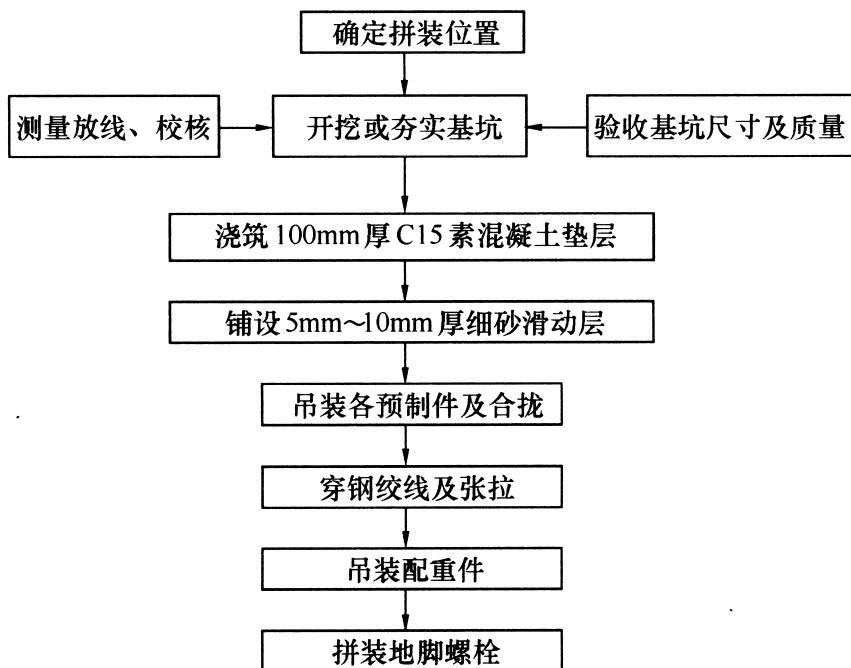 确定拼装位置
测量放线、校核
开挖或夯实基坑
验收基坑尺寸及质量
浇筑100mm厚C15素混凝土垫层
铺设5mm～10mm厚细砂滑动层
吊装各预制件及合拢
穿钢绞线及张拉
吊装配重件
拼装地脚螺栓